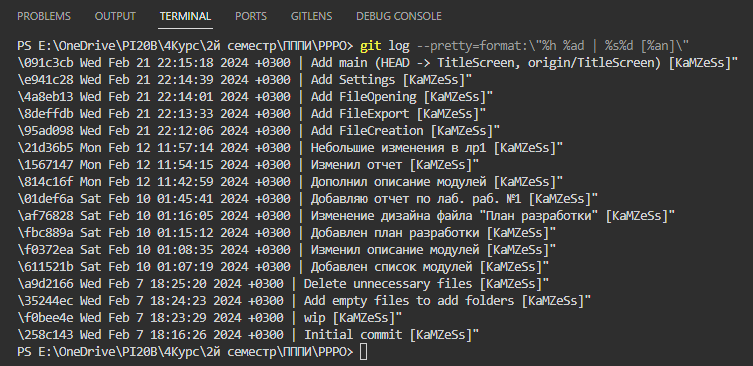 PROBLEMS OUTPUT TERMINAL PORTS GITLENS DEBUG CONSOLE
PS E:\OneDrive\PI20B\4Курс\2й семестр\ПППИ\РРРО> git log --pretty=format:\"%h %ad | %s%d [%an]\"
\091c3cb Wed Feb 21 22:15:18 2024 +0300 | Add main (HEAD -> TitleScreen, origin/TitleScreen) [KaMZeSs]"
\e941c28 Wed Feb 21 22:14:39 2024 +0300 | Add Settings [KaMZeSs]"
\4a8eb13 Wed Feb 21 22:14:01 2024 +0300 | Add FileOpening [KaMZeSs]"
\8deffdb Wed Feb 21 22:13:33 2024 +0300 | Add FileExport [KaMZeSs]"
\95ad098 Wed Feb 21 22:12:06 2024 +0300 | Add FileCreation [KaMZeSs]"
\21d36b5 Mon Feb 12 11:57:14 2024 +0300 | Небольшие изменения в лр1 [KaMZeSs]"
\1567147 Mon Feb 12 11:54:15 2024 +0300 | Изменил отчет [KaMZeSs]"
\814c16f Mon Feb 12 11:42:59 2024 +0300 | Дополнил описание модулей [KaMZeSs]"
\01def6a Sat Feb 10 01:45:41 2024 +0300 | Добавляю отчет по лаб. раб. №1 [KaMZeSs]"
\af76828 Sat Feb 10 01:16:05 2024 +0300 | Изменение дизайна файла "План разработки" [KaMZeSs]"
\fbc889a Sat Feb 10 01:15:12 2024 +0300 | Добавлен план разработки [KaMZeSs]"
\f0372ea Sat Feb 10 01:08:35 2024 +0300 | Изменил описание модулей [KaMZeSs]"
\611521b Sat Feb 10 01:07:19 2024 +0300 | Добавлен список модулей [KaMZeSs]"
\a9d2166 Wed Feb 7 18:25:20 2024 +0300 | Delete unnecessary files [KaMZeSs]"
\35244ec Wed Feb 7 18:24:23 2024 +0300 | Add empty files to add folders [KaMZeSs]"
\f0bee4e Wed Feb 7 18:23:29 2024 +0300 | wip [KaMZeSs]"
\258c143 Wed Feb 7 18:16:26 2024 +0300 | Initial commit [KaMZeSs]"
PS E:\OneDrive\PI20B\4Курс\2й семестр\ПППИ\РРРО>